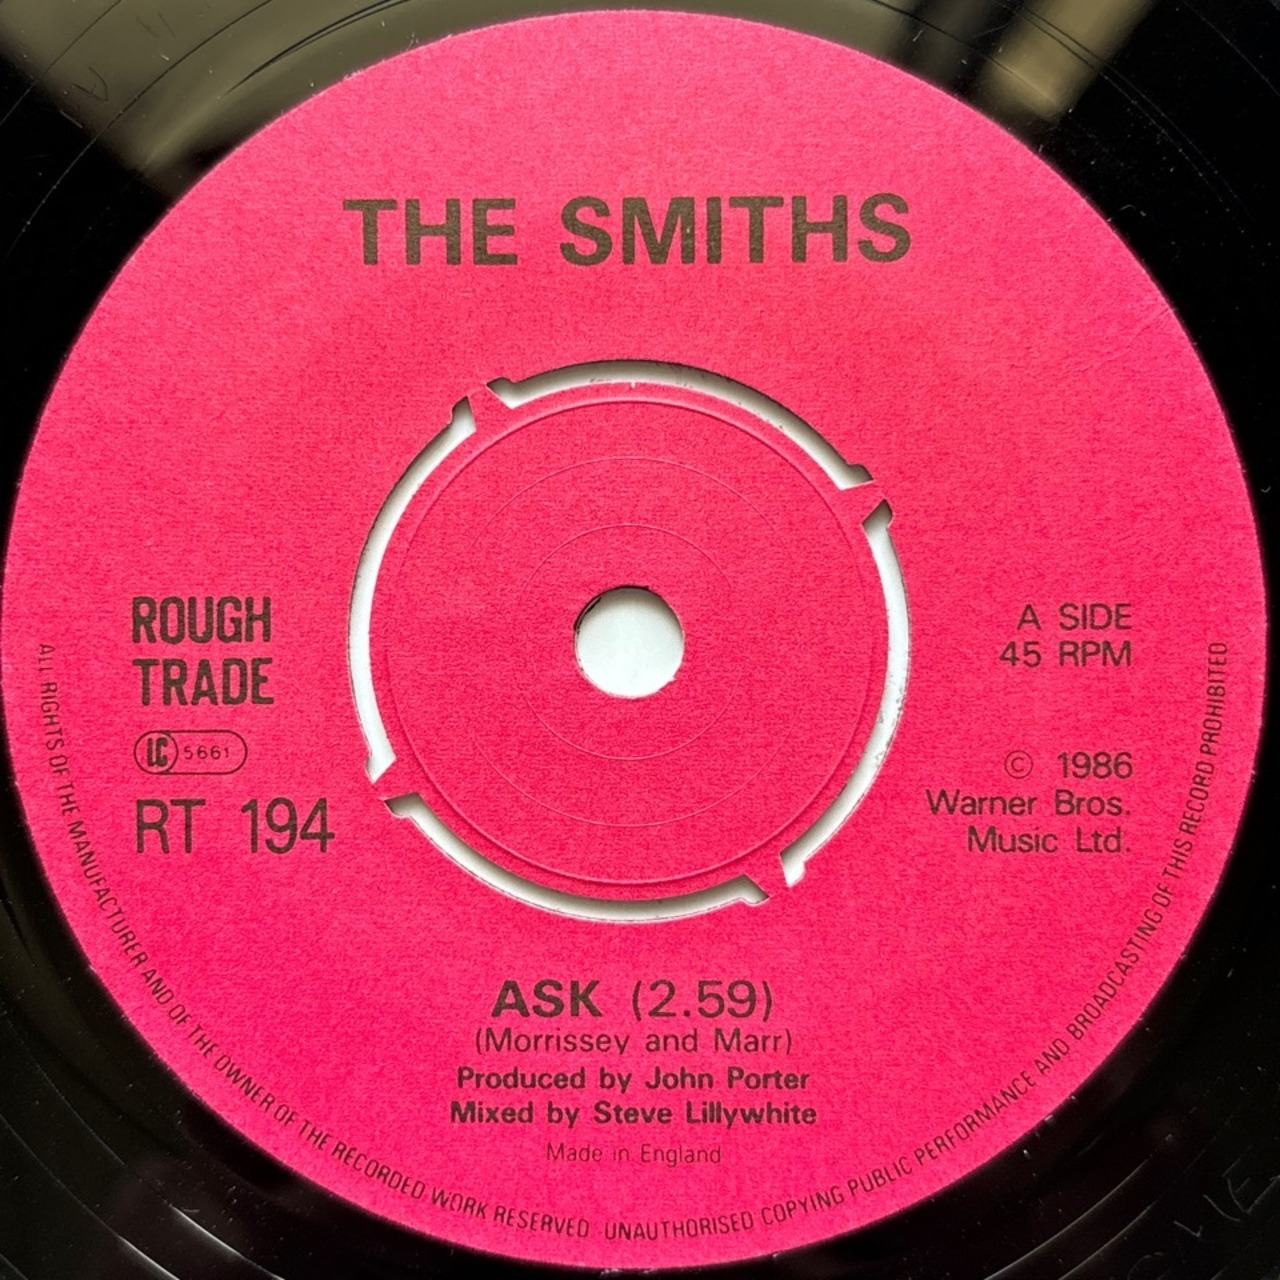 THE SMITHS
ROUGH
TRADE
LC 5661
RT 194
A SIDE
45 RPM
© 1986
Warner Bros.
Music Ltd.
ASK (2.59)
(Morrissey and Marr)
Produced by John Porter
Mixed by Steve Lillywhite
Made in England
ALL RIGHTS OF THE MANUFACTURER AND OF THE OWNER OF THE RECORDED WORK RESERVED. UNAUTHORISED COPYING PUBLIC PERFORMANCE AND BROADCASTING OF THIS RECORD PROHIBITED